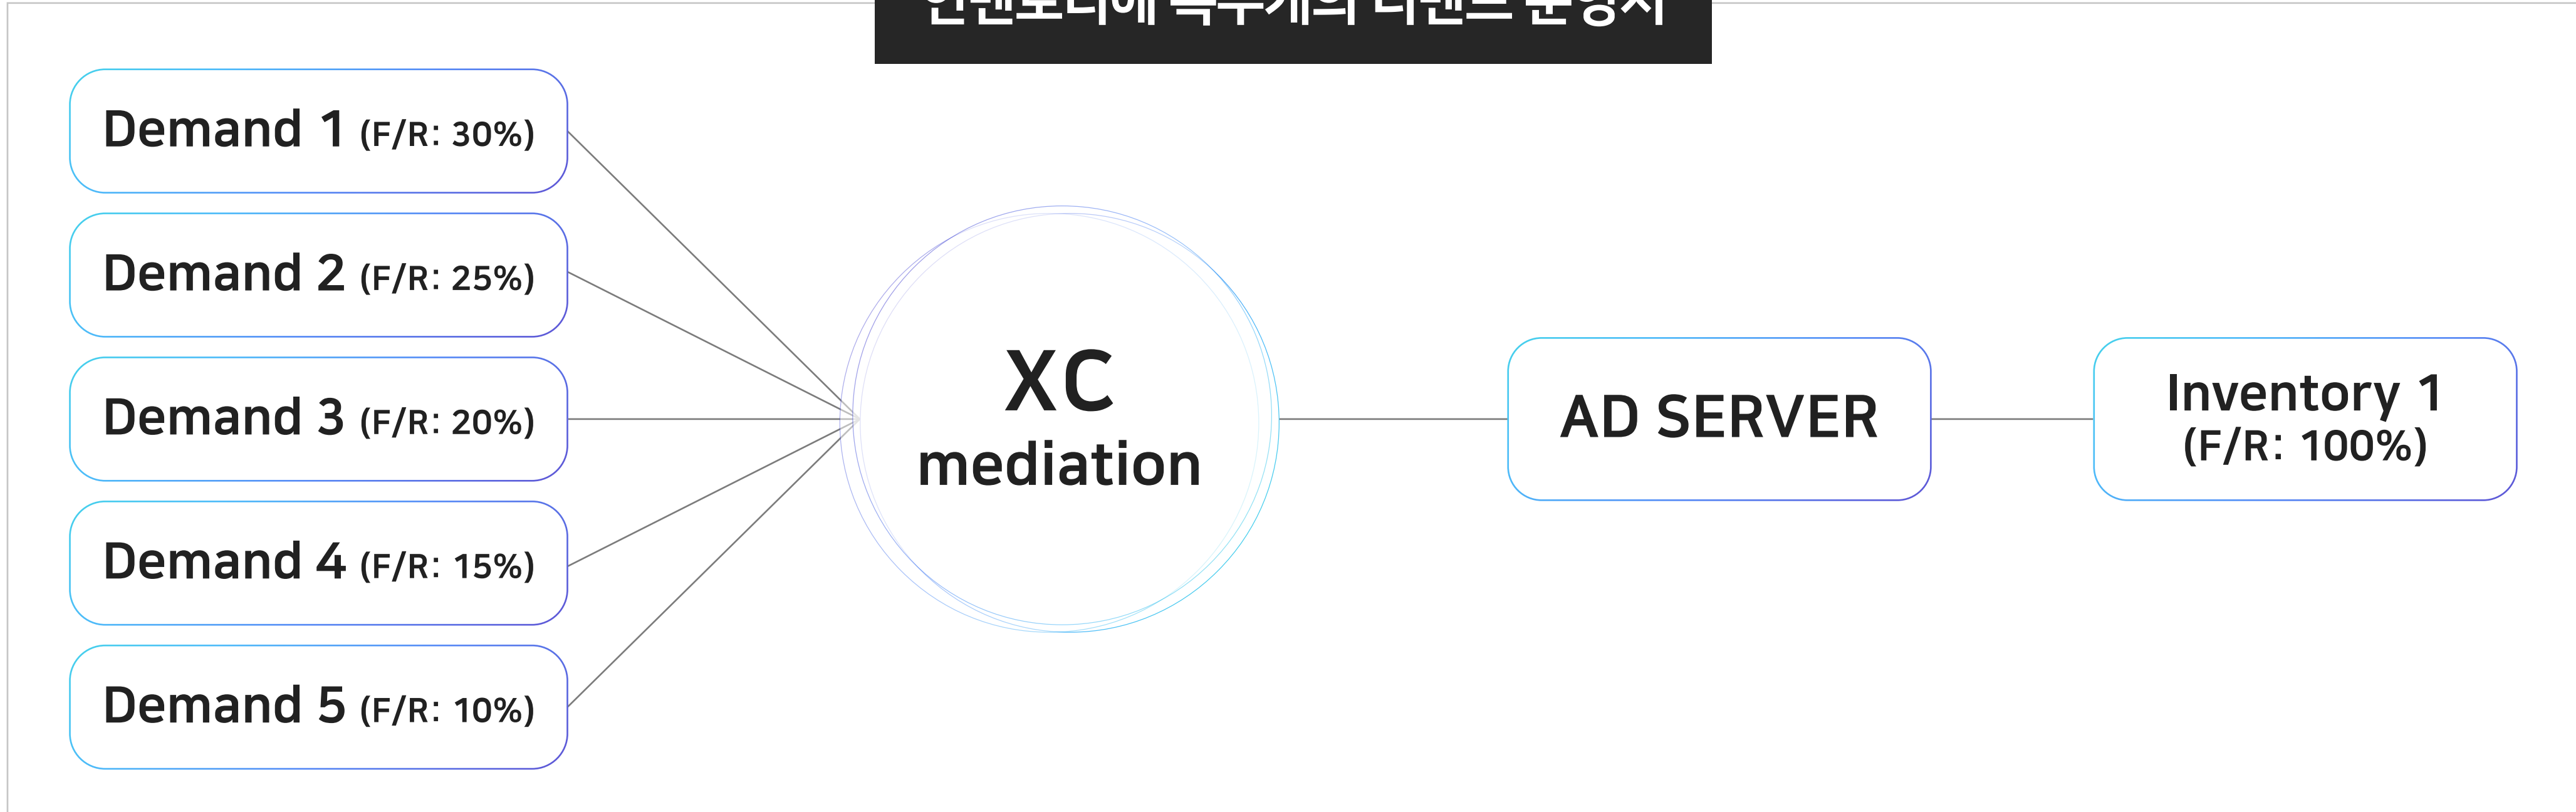 Demand 1 (F/R: 30%)
Demand 2 (F/R: 25%)
Demand 3 (F/R: 20%)
Demand 4 (F/R: 15%)
Demand 5 (F/R: 10%)
XC
mediation
AD SERVER
Inventory 1
(F/R: 100%)